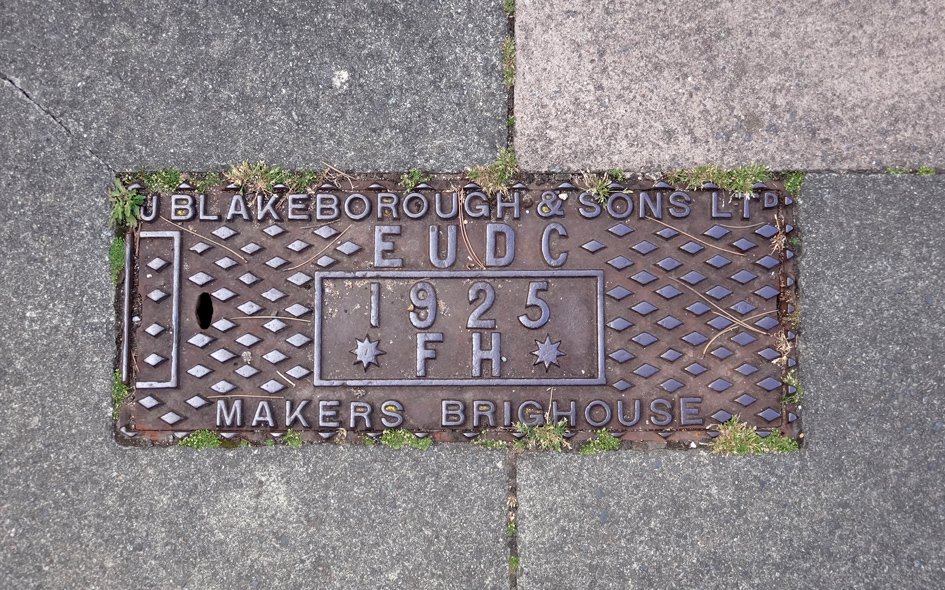 J BLAKEBOROUGH & SONS LTD
EUDC
1925
FH
MAKERS BRIGHOUSE